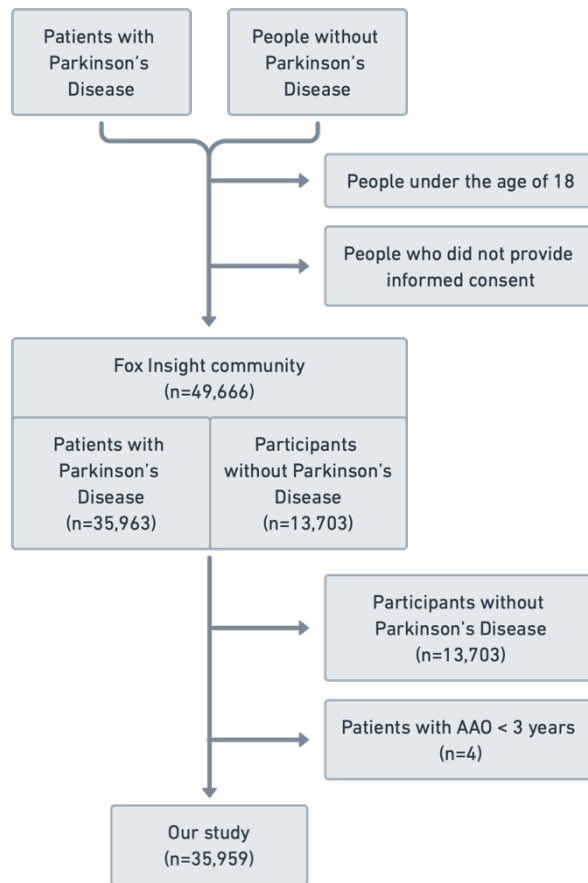 Patients with
Parkinson's
Disease
People without
Parkinson's
Disease
People under the age of 18
People who did not provide
informed consent
Fox Insight community
(n=49,666)
Patients with
Parkinson's
Disease
(n=35,963)
Participants
without Parkinson's
Disease
(n=13,703)
Participants without
Parkinson's Disease
(n=13,703)
Patients with AAO < 3 years
(n=4)
Our study
(n=35,959)